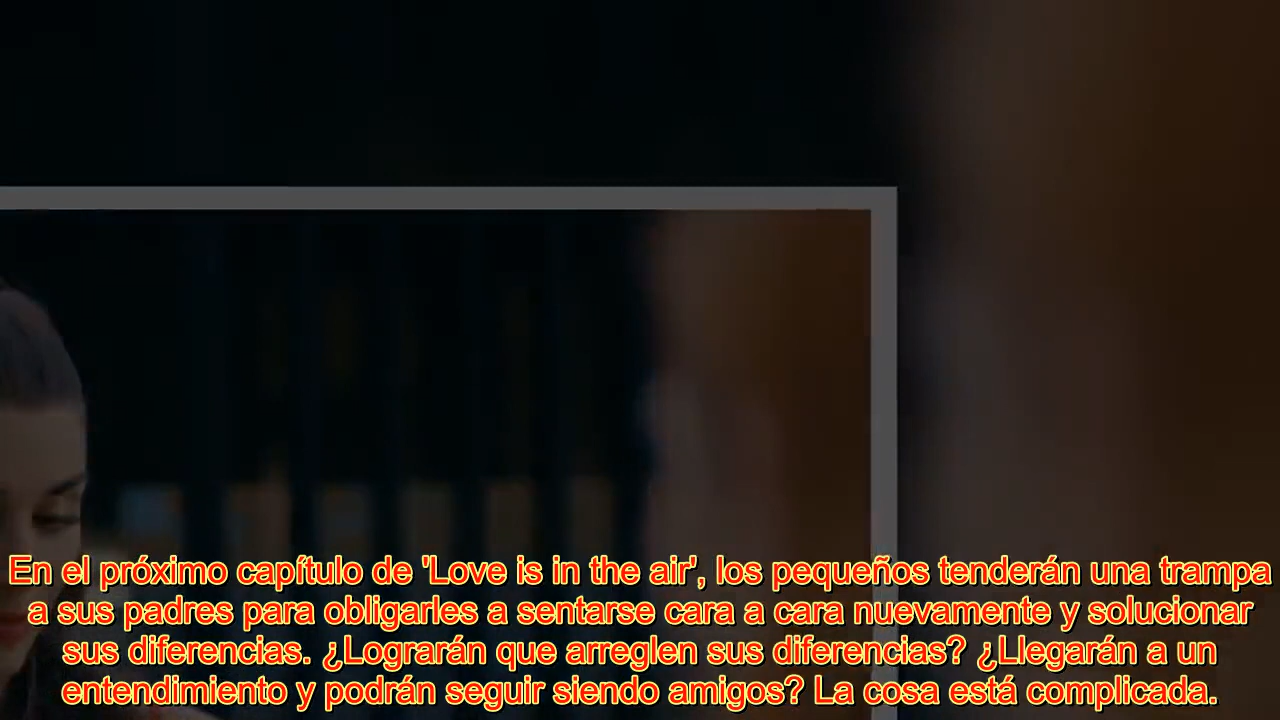 En el próximo capítulo de 'Love is in the air', los pequeños tenderán una trampa
a sus padres para obligarles a sentarse cara a cara nuevamente y solucionar
sus diferencias. ¿Lograrán que arreglen sus diferencias? ¿Llegarán a un
entendimiento y podrán seguir siendo amigos? La cosa está complicada.